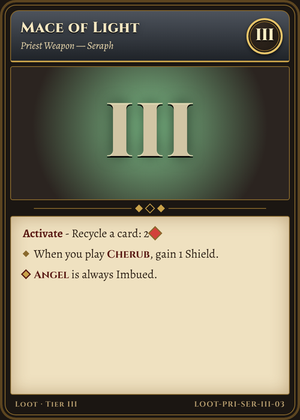 Mace of Light
Priest Weapon — Seraph
III
III
Activate - Recycle a card: 2
When you play Cherub, gain 1 Shield.
Angel is always Imbued.
Loot · Tier III
LOOT-PRI-SER-III-03